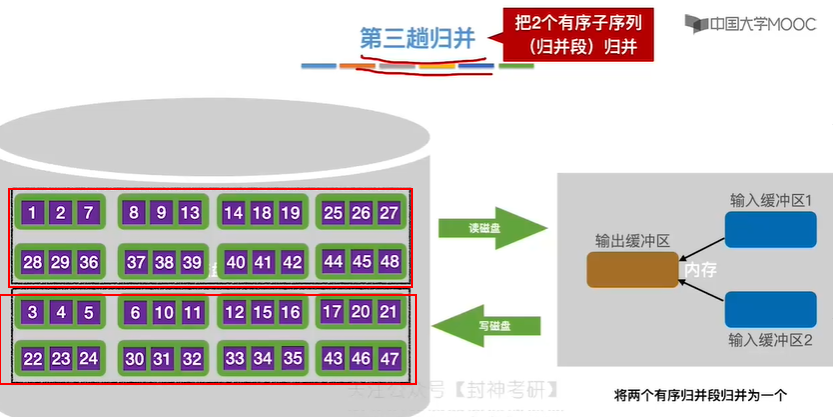 第三趟归并
把2个有序子序列
（归并段）归并
中国大学MOOC
1 2 7 8 9 13 14 18 19 25 26 27
28 29 36 37 38 39 40 41 42 44 45 48
盘
3 4 5 6 10 11 12 15 16 17 20 21
22 23 24 30 31 32 33 34 35 43 46 47
读磁盘
写磁盘
输入缓冲区1
输出缓冲区
内存
输入缓冲区2
关注公众号【封神考研】
将两个有序归并段归并为一个